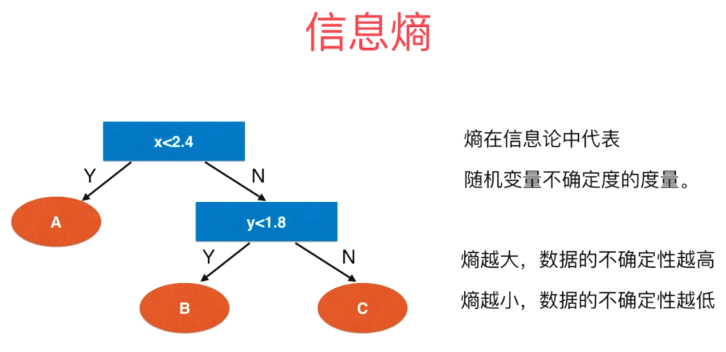 信息熵
x<2.4
Y
N
A
y<1.8
Y
N
B
C
熵在信息论中代表
随机变量不确定度的度量。
熵越大，数据的不确定性越高
熵越小，数据的不确定性越低